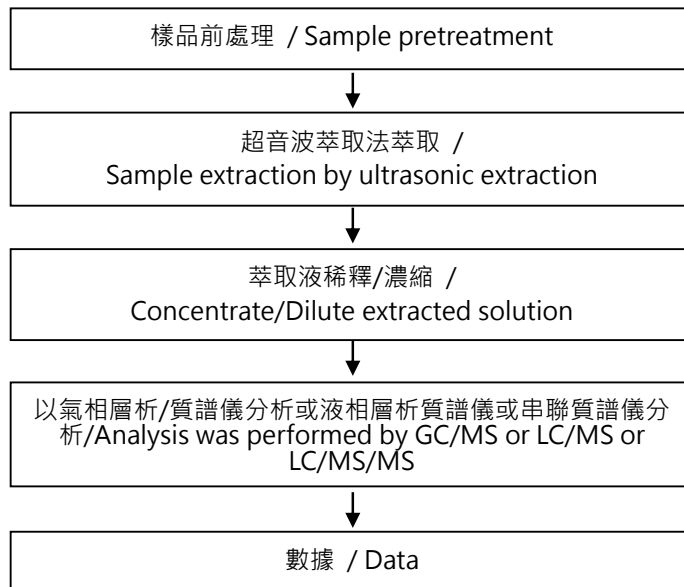 樣品前處理 / Sample pretreatment
超音波萃取法萃取 /
Sample extraction by ultrasonic extraction
萃取液稀釋/濃縮 /
Concentrate/Dilute extracted solution
以氣相層析/質譜儀分析或液相層析質譜儀或串聯質譜儀分
析/Analysis was performed by GC/MS or LC/MS or
LC/MS/MS
數據 / Data